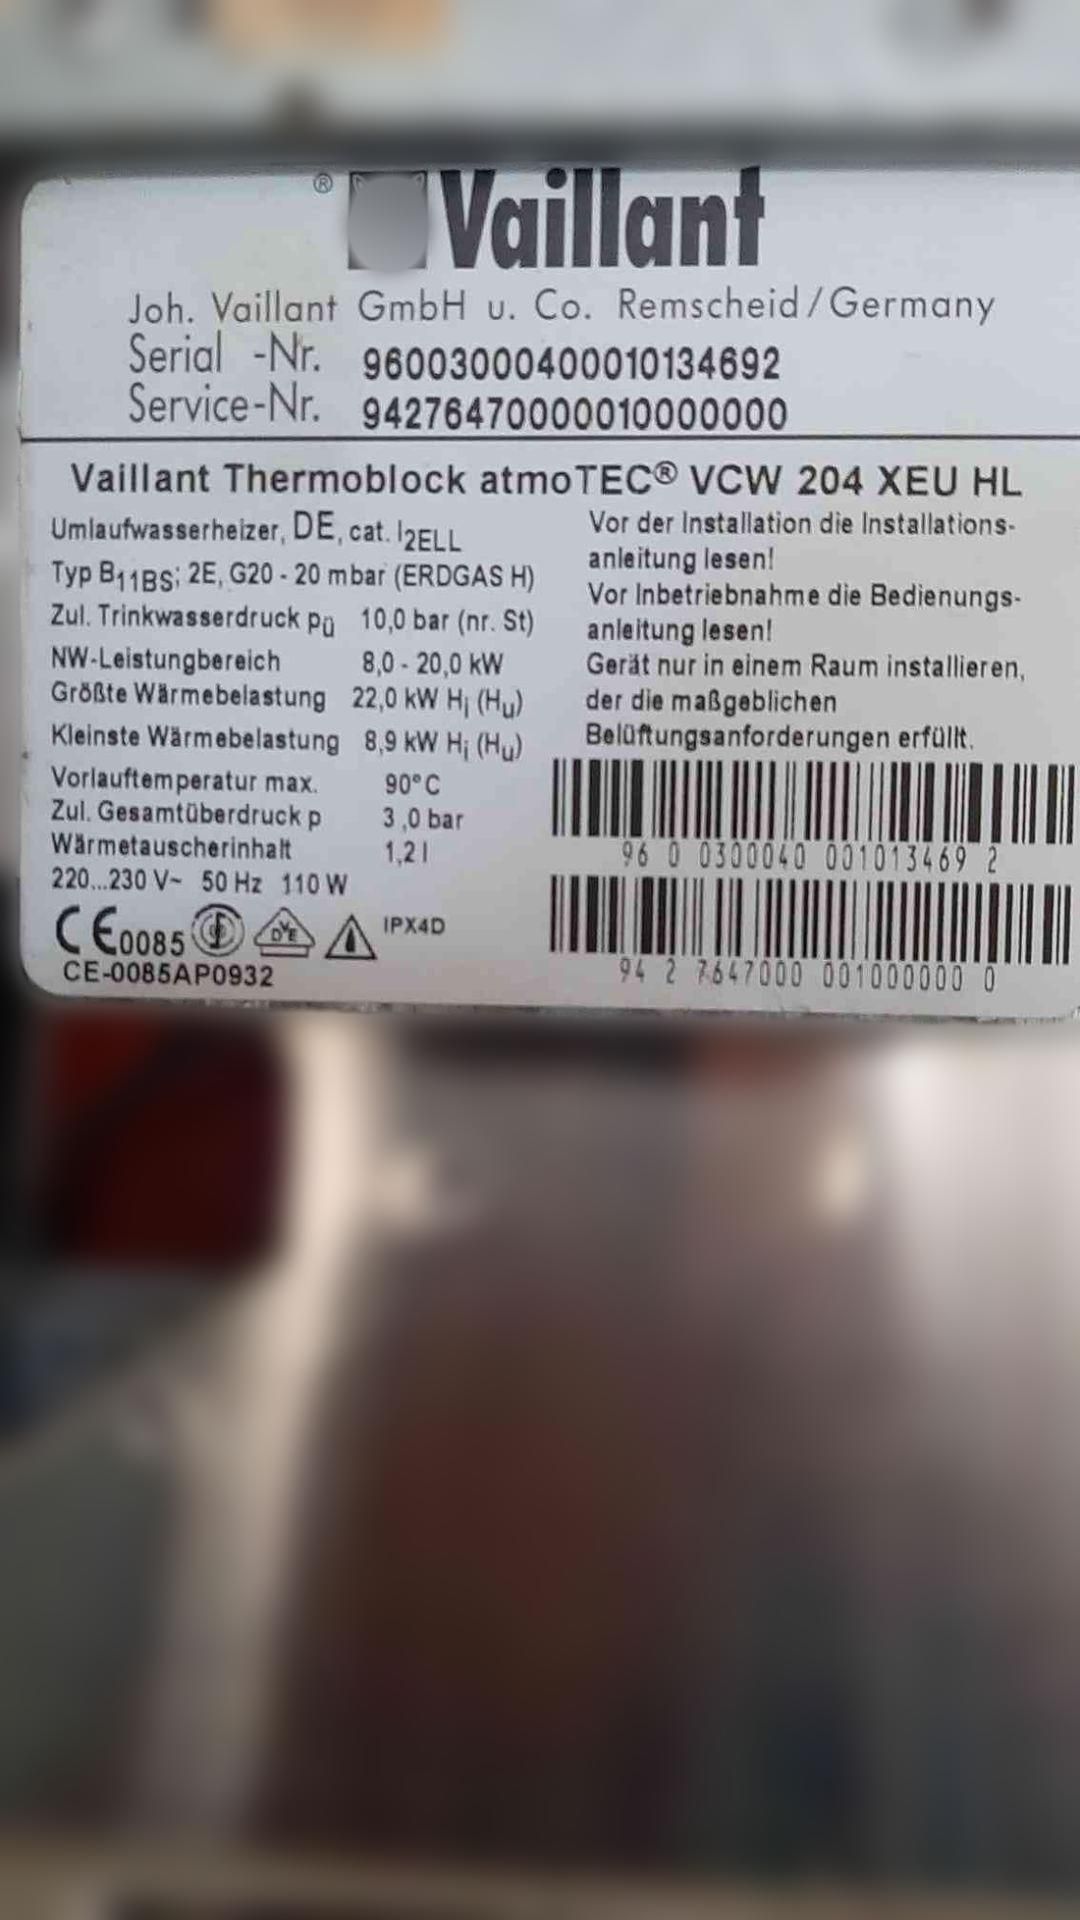 ® Vaillant
Joh. Vaillant GmbH u. Co. Remscheid/Germany
Serial -Nr. 96003000400010134692
Service-Nr. 94276470000010000000
Vaillant Thermoblock atmoTEC® VCW 204 XEU HL
Umlaufwasserheizer, DE, cat. I2ELL
Typ B11BS; 2E, G20 - 20 mbar (ERDGAS H)
Zul. Trinkwasserdruck pü 10,0 bar (nr. St)
NW-Leistungbereich 8,0 - 20,0 kW
Größte Wärmebelastung 22,0 kW Hi (Hu)
Kleinste Wärmebelastung 8,9 kW Hi (Hu)
Vorlauftemperatur max. 90°C
Zul. Gesamtüberdruck p 3,0 bar
Wärmetauscherinhalt 1,2 l
220...230 V~ 50 Hz 110 W
CE0085 DVE IPX4D
CE-0085AP0932
Vor der Installation die Installations-
anleitung lesen!
Vor Inbetriebnahme die Bedienungs-
anleitung lesen!
Gerät nur in einem Raum installieren,
der die maßgeblichen
Belüftungsanforderungen erfüllt.
96 0 0300040 001013469 2
94 2 7647000 001000000 0